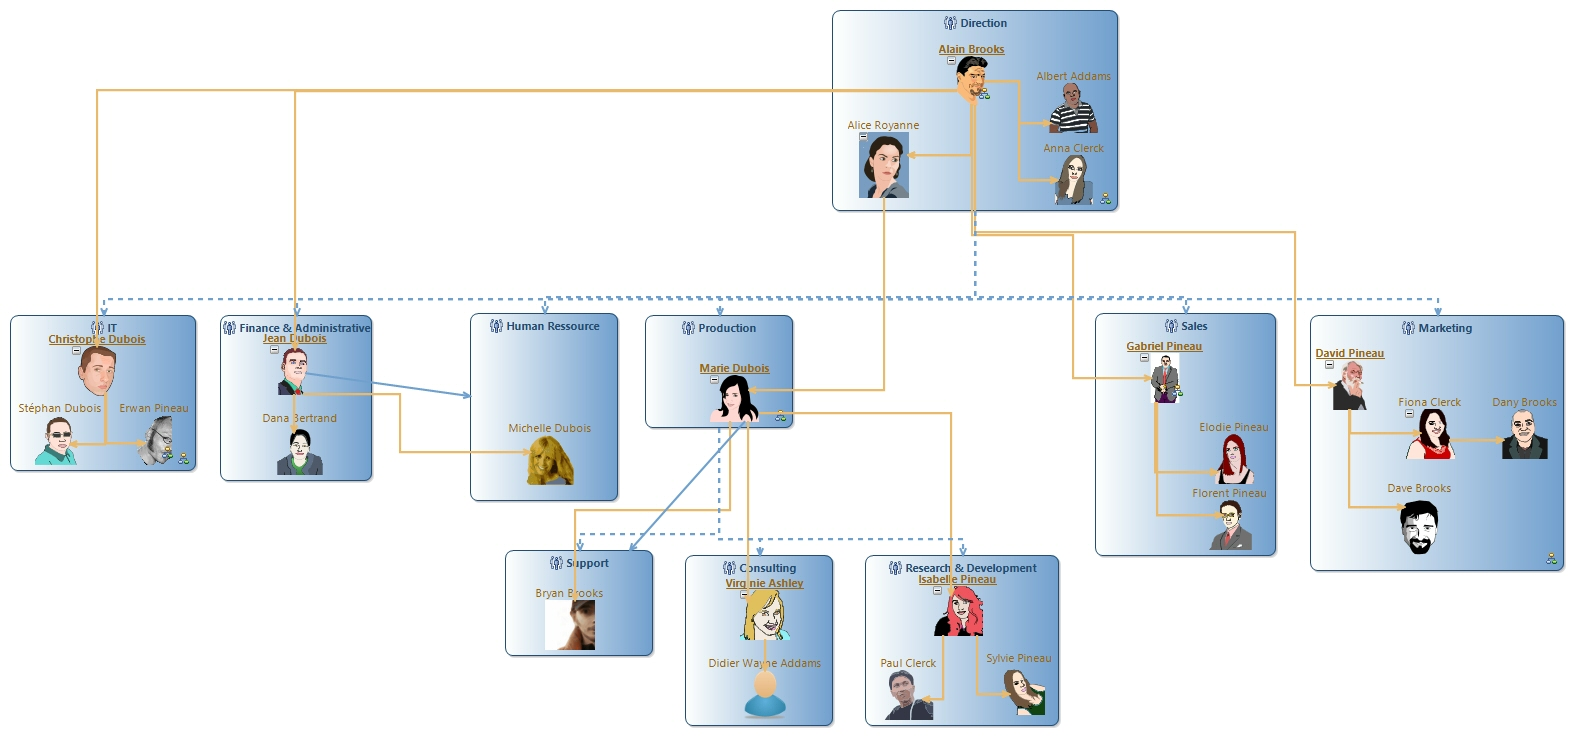 Direction
Alain Brooks
Albert Addams
Alice Royanne
Anna Clerck
IT
Christophe Dubois
Stéphan Dubois
Erwan Pineau
Finance & Administrative
Jean Dubois
Dana Bertrand
Human Ressource
Michelle Dubois
Production
Marie Dubois
Sales
Gabriel Pineau
Elodie Pineau
Florent Pineau
Marketing
David Pineau
Fiona Clerck
Dany Brooks
Dave Brooks
Support
Bryan Brooks
Consulting
Virginie Ashley
Didier Wayne Addams
Research & Development
Isabelle Pineau
Paul Clerck
Sylvie Pineau